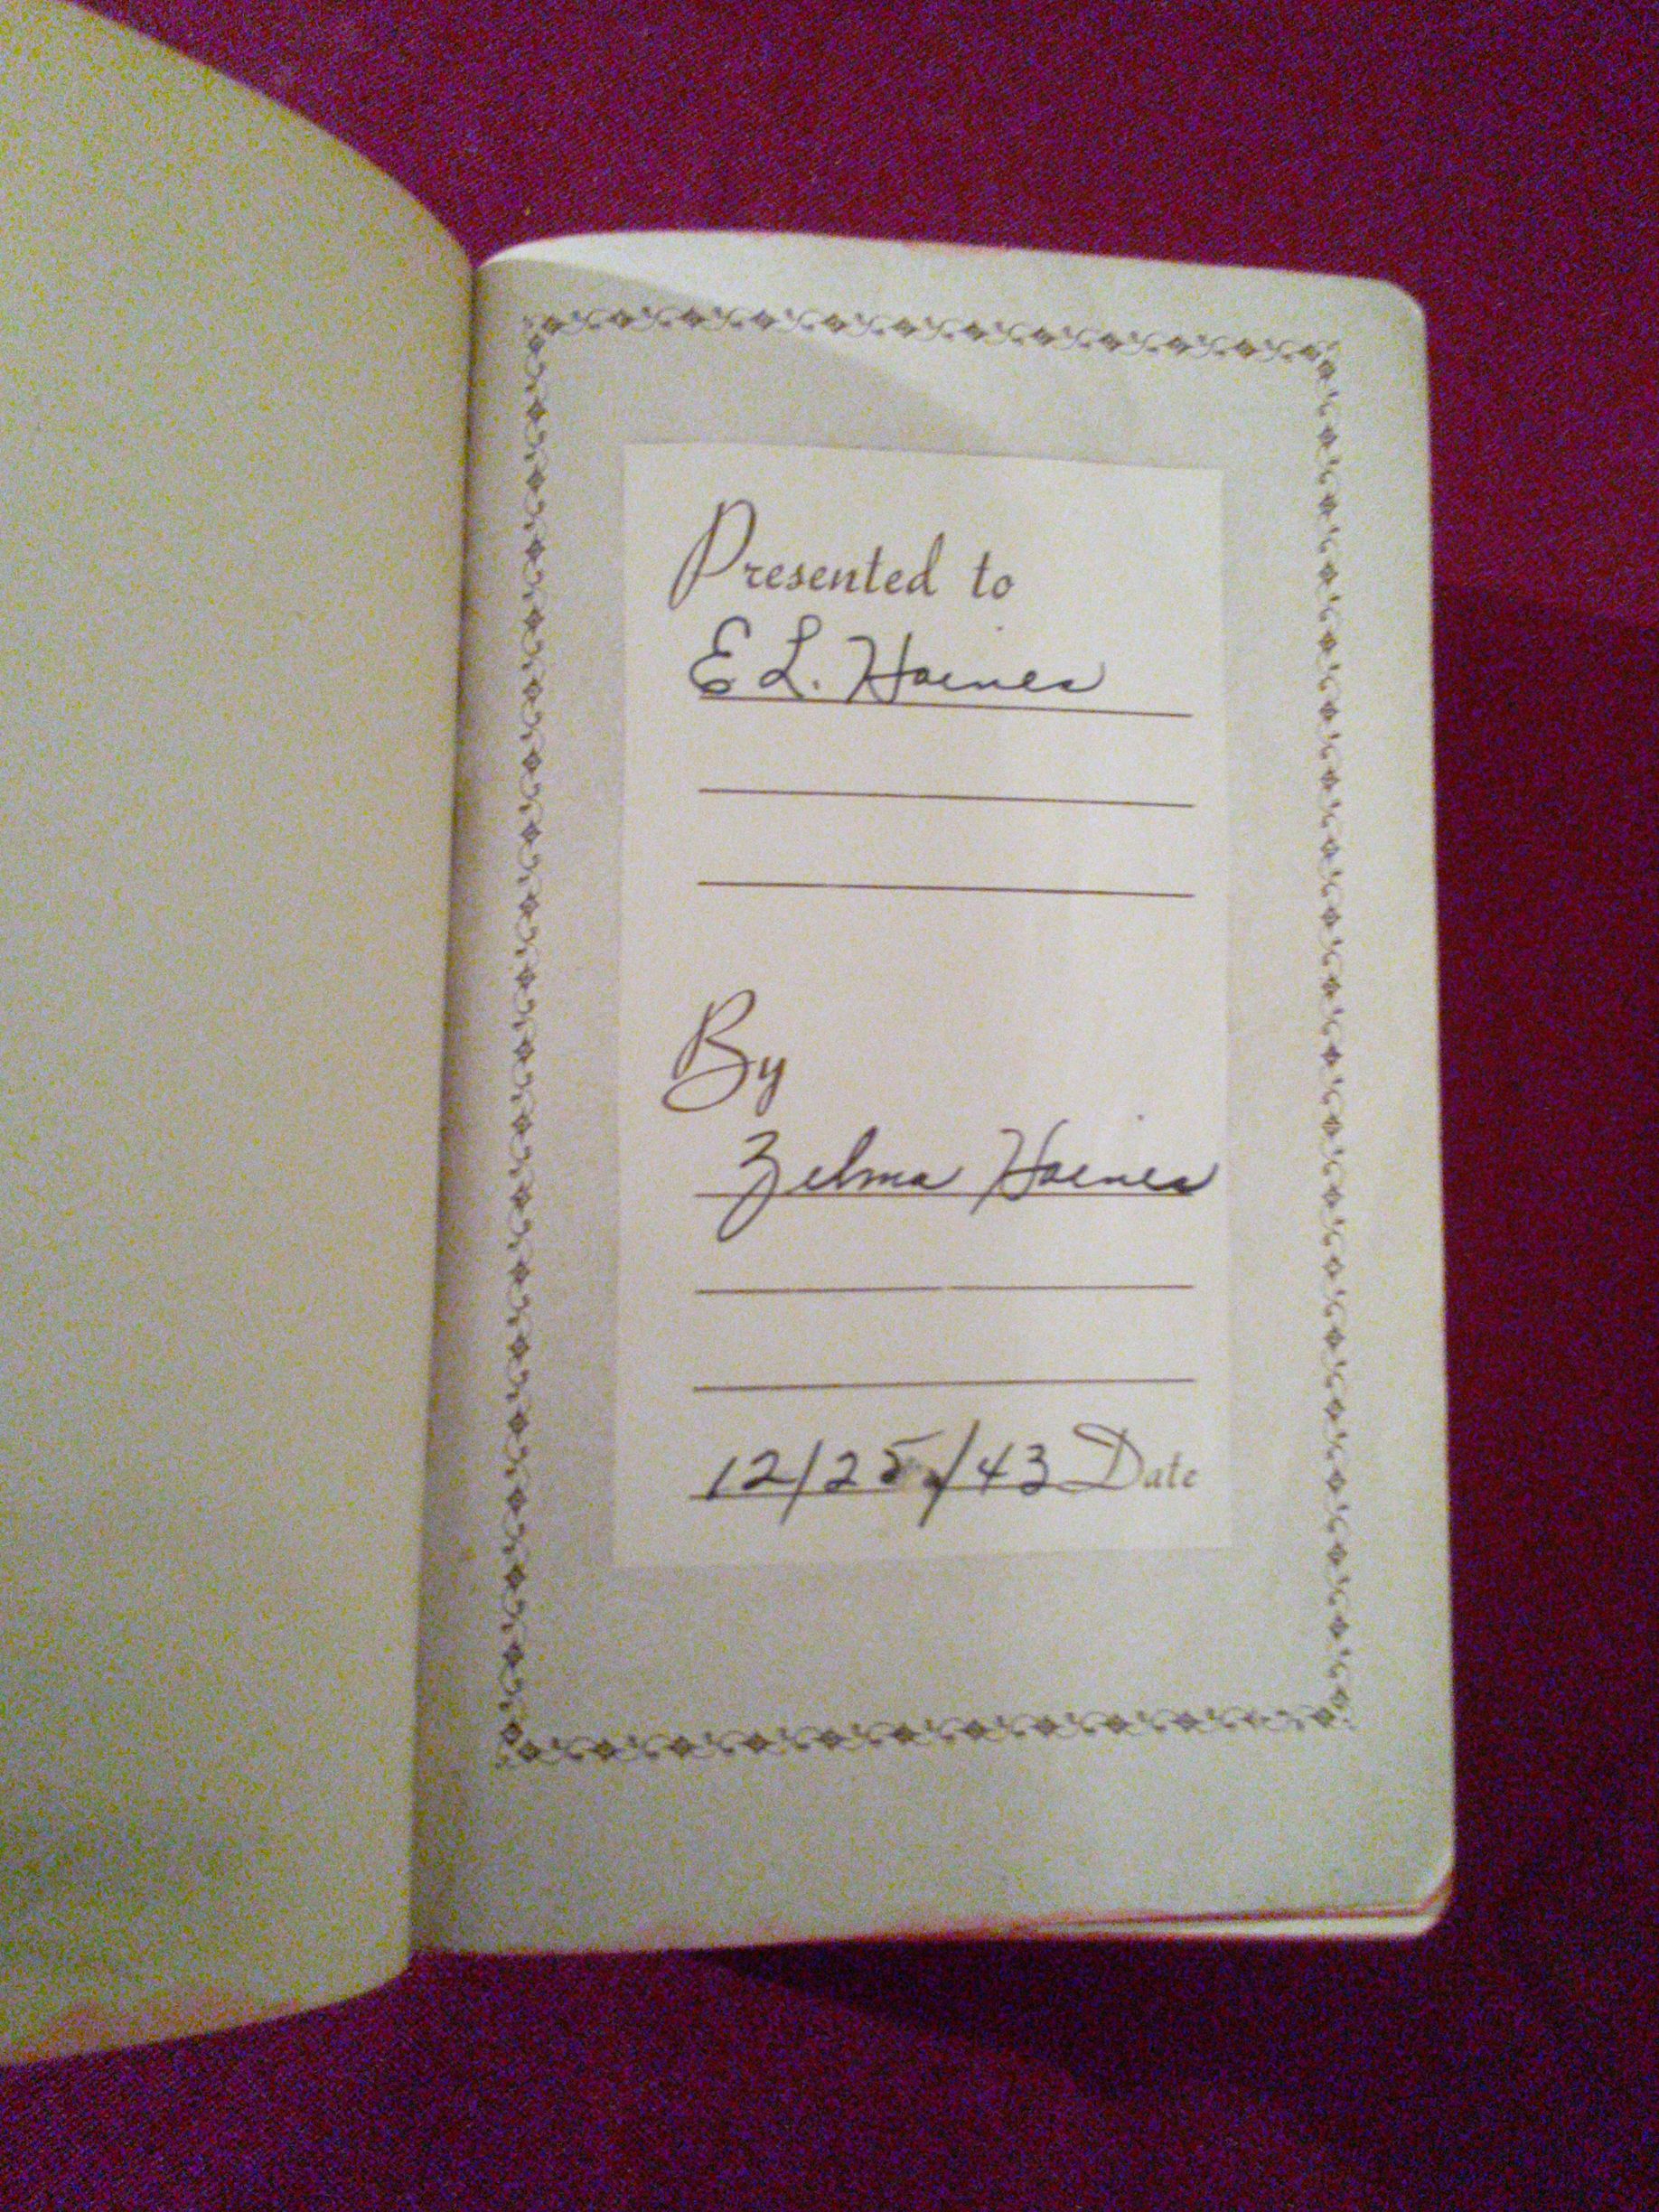 Presented to
E L. Haines
By
Zelma Haines
12/25/43 Date